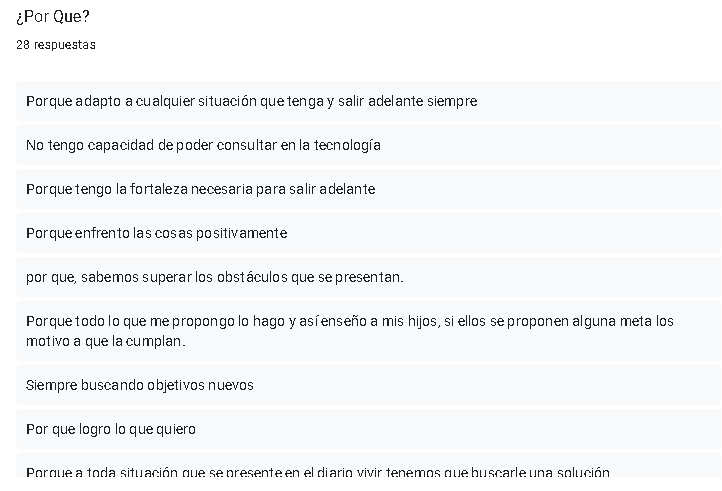 ¿Por Que?
28 respuestas
Porque adapto a cualquier situación que tenga y salir adelante siempre
No tengo capacidad de poder consultar en la tecnología
Porque tengo la fortaleza necesaria para salir adelante
Porque enfrento las cosas positivamente
por que, sabemos superar los obstáculos que se presentan.
Porque todo lo que me propongo lo hago y así enseño a mis hijos, si ellos se proponen alguna meta los
motivo a que la cumplan.
Siempre buscando objetivos nuevos
Por que logro lo que quiero
Porque a toda situación que se presente en el diario vivir tenemos que buscarle una solución